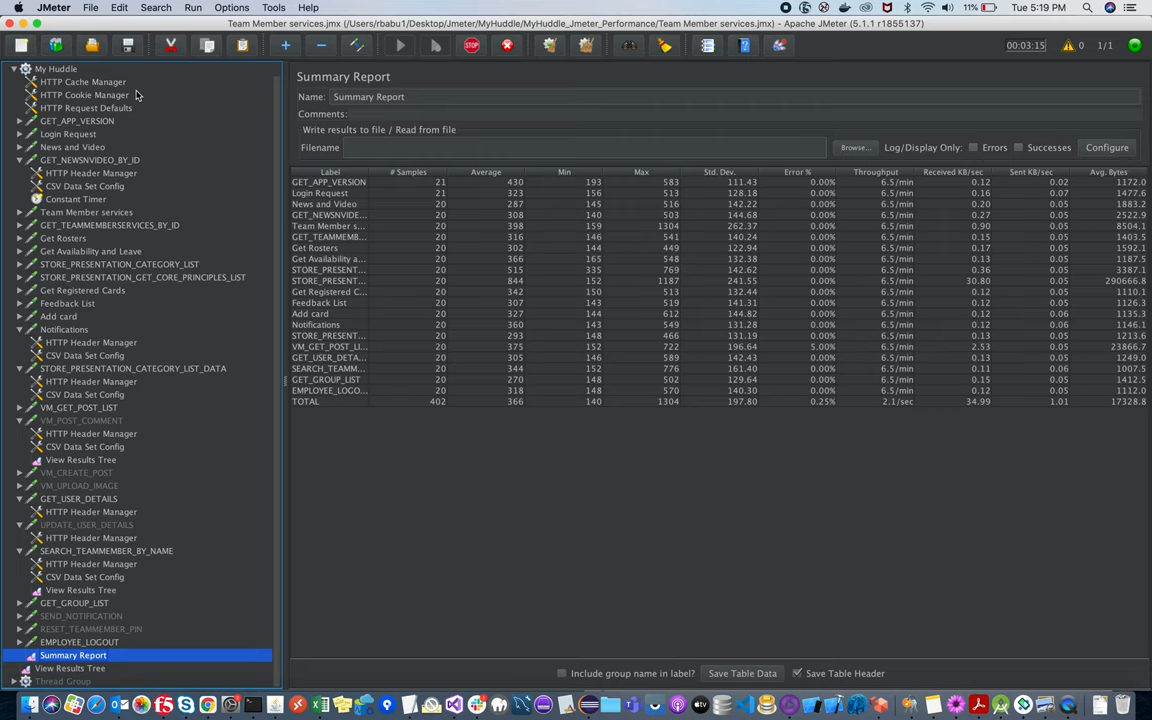 JMeter File Edit Search Run Options Tools Help 11% Tue 5:19 PM
Team Member services.jmx (/Users/rbabu1/Desktop/Jmeter/MyHuddle/MyHuddle_Jmeter_Performance/Team Member services.jmx) - Apache JMeter (5.1.1 r1855137)
00:03:15 0 1/1
My Huddle
HTTP Cache Manager
HTTP Cookie Manager
HTTP Request Defaults
GET_APP_VERSION
Login Request
News and Video
GET_NEWSNVIDEO_BY_ID
HTTP Header Manager
CSV Data Set Config
Constant Timer
Team Member services
GET_TEAMMEMBERSERVICES_BY_ID
Get Rosters
Get Availability and Leave
STORE_PRESENTATION_CATEGORY_LIST
STORE_PRESENTATION_GET_CORE_PRINCIPLES_LIST
Get Registered Cards
Feedback List
Add card
Notifications
HTTP Header Manager
CSV Data Set Config
STORE_PRESENTATION_CATEGORY_LIST_DATA
HTTP Header Manager
CSV Data Set Config
VM_GET_POST_LIST
VM_POST_COMMENT
HTTP Header Manager
CSV Data Set Config
View Results Tree
VM_CREATE_POST
VM_UPLOAD_IMAGE
GET_USER_DETAILS
HTTP Header Manager
UPDATE_USER_DETAILS
HTTP Header Manager
SEARCH_TEAMMEMBER_BY_NAME
HTTP Header Manager
CSV Data Set Config
View Results Tree
GET_GROUP_LIST
SEND_NOTIFICATION
RESET_TEAMMEMBER_PIN
EMPLOYEE_LOGOUT
Summary Report
View Results Tree
Thread Group
Summary Report
Name: Summary Report
Comments:
Write results to file / Read from file
Filename Browse... Log/Display Only: Errors Successes Configure
Label # Samples Average Min Max Std. Dev. Error % Throughput Received KB/sec Sent KB/sec Avg. Bytes
GET_APP_VERSION 21 430 193 583 111.43 0.00% 6.5/min 0.12 0.02 1172.0
Login Request 21 323 156 513 128.18 0.00% 6.5/min 0.16 0.07 1477.6
News and Video 20 287 145 516 142.22 0.00% 6.5/min 0.20 0.05 1883.2
GET_NEWSNVIDE... 20 308 140 503 144.68 0.00% 6.5/min 0.27 0.05 2522.9
Team Member s... 20 398 159 1304 262.37 0.00% 6.5/min 0.90 0.05 8504.1
GET_TEAMMEMB... 20 316 146 541 140.24 0.00% 6.5/min 0.15 0.05 1403.5
Get Rosters 20 302 144 449 122.94 0.00% 6.5/min 0.17 0.05 1592.1
Get Availability a... 20 366 165 548 132.38 0.00% 6.5/min 0.13 0.05 1187.5
STORE_PRESENT... 20 515 335 769 142.62 0.00% 6.5/min 0.36 0.05 3387.1
STORE_PRESENT... 20 844 152 1187 241.55 0.00% 6.5/min 30.80 0.05 290666.8
Get Registered C... 20 342 150 513 132.44 0.00% 6.5/min 0.12 0.05 1110.1
Feedback List 20 307 143 519 141.31 0.00% 6.5/min 0.12 0.05 1126.3
Add card 20 327 144 612 144.82 0.00% 6.5/min 0.12 0.06 1135.3
Notifications 20 360 143 549 131.28 0.00% 6.5/min 0.12 0.06 1146.1
STORE_PRESENT... 20 293 148 466 131.59 0.00% 6.5/min 0.13 0.05 1213.6
VM_GET_POST_LI... 20 375 152 722 196.64 5.00% 6.5/min 2.53 0.05 23866.7
GET_USER_DETA... 20 305 146 589 142.43 0.00% 6.5/min 0.13 0.05 1249.0
SEARCH_TEAMM... 20 344 152 776 161.40 0.00% 6.5/min 0.11 0.06 1007.5
GET_GROUP_LIST 20 270 148 502 129.64 0.00% 6.5/min 0.15 0.05 1412.5
EMPLOYEE_LOGO... 20 318 148 570 140.30 0.00% 6.5/min 0.12 0.05 1112.0
TOTAL 402 366 140 1304 197.80 0.25% 2.1/sec 34.99 1.01 17328.8
Include group name in label? Save Table Data Save Table Header